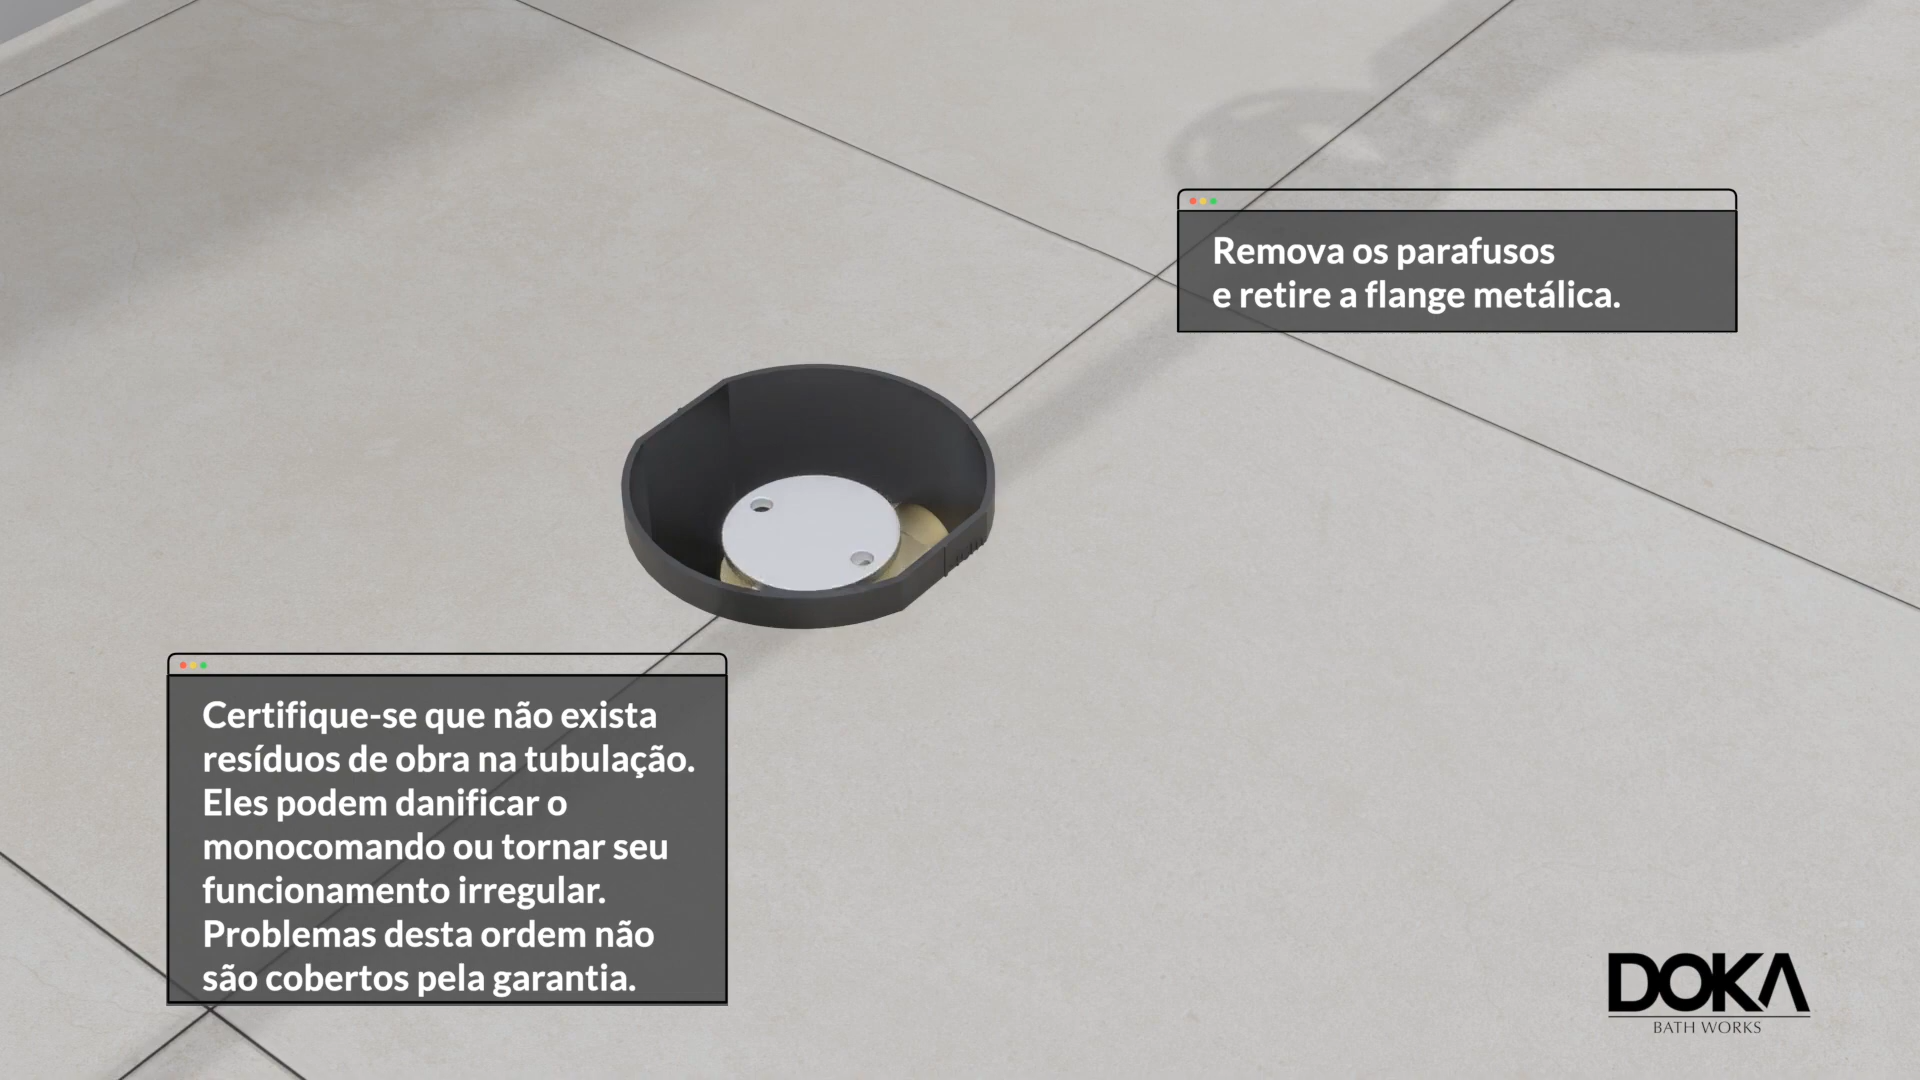 Remova os parafusos
e retire a flange metálica.
Certifique-se que não exista
resíduos de obra na tubulação.
Eles podem danificar o
monocomando ou tornar seu
funcionamento irregular.
Problemas desta ordem não
são cobertos pela garantia.
DOKA
BATH WORKS